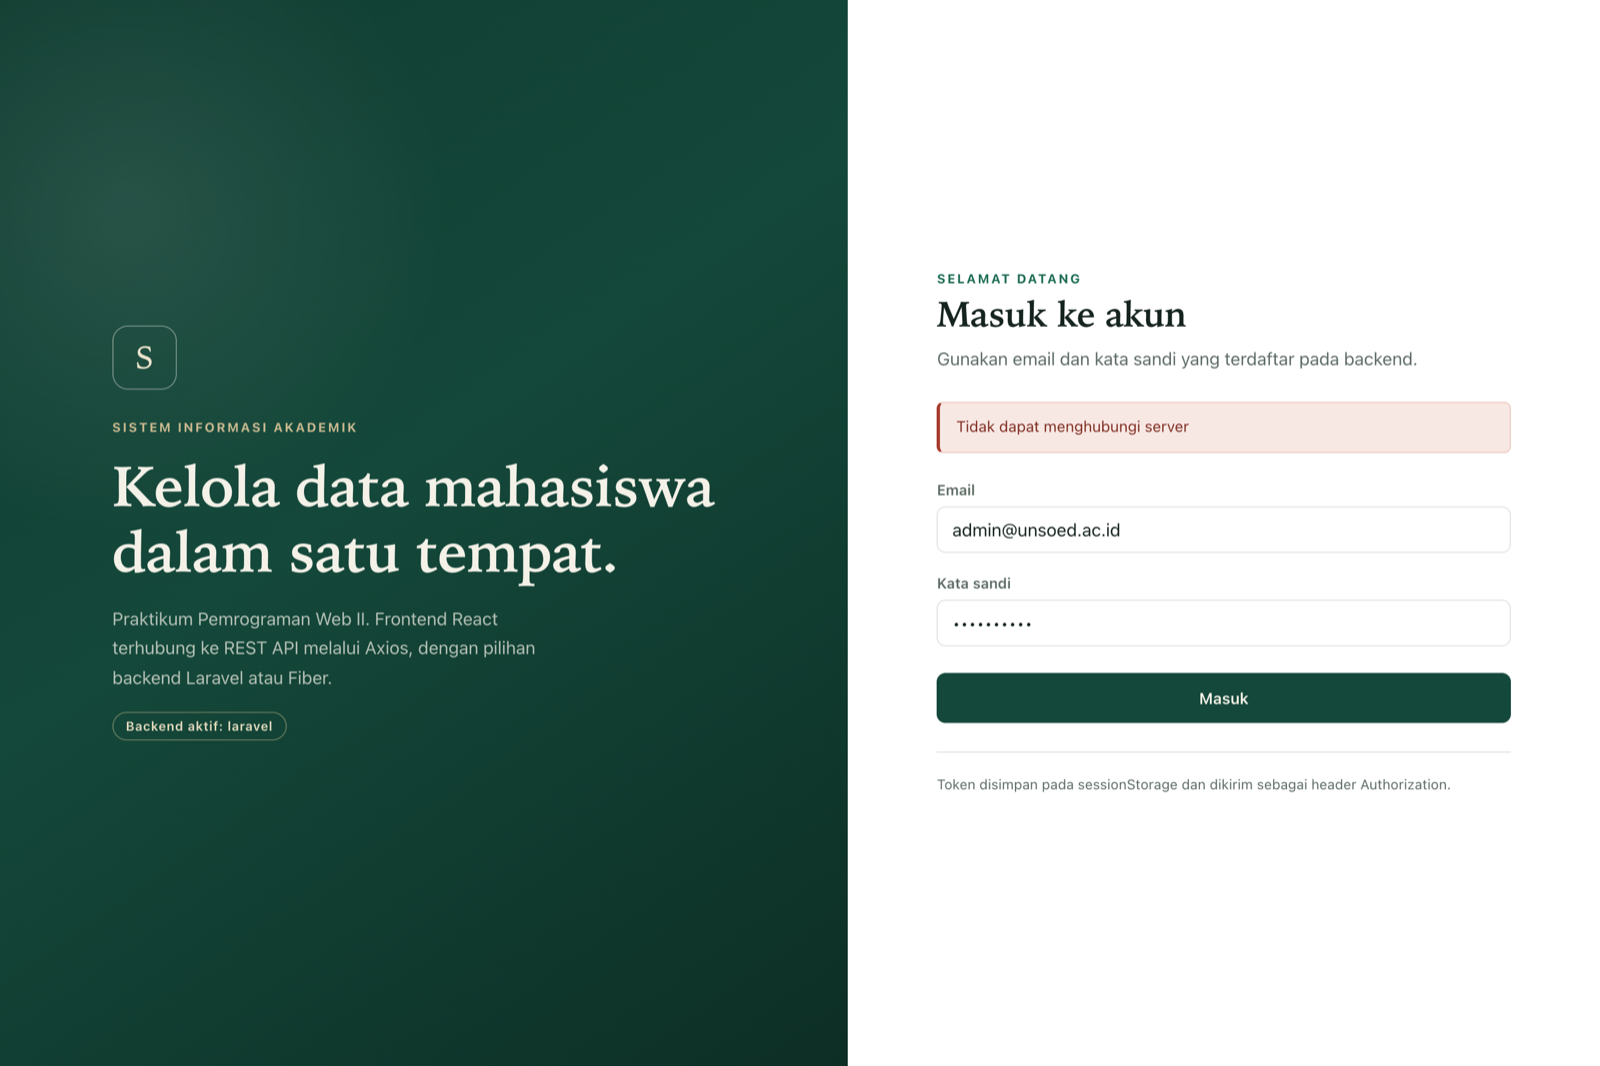 S
SISTEM INFORMASI AKADEMIK
Kelola data mahasiswa
dalam satu tempat.
Praktikum Pemrograman Web II. Frontend React
terhubung ke REST API melalui Axios, dengan pilihan
backend Laravel atau Fiber.
Backend aktif: laravel
SELAMAT DATANG
Masuk ke akun
Gunakan email dan kata sandi yang terdaftar pada backend.
Tidak dapat menghubungi server
Email
admin@unsoed.ac.id
Kata sandi
••••••••••
Masuk
Token disimpan pada sessionStorage dan dikirim sebagai header Authorization.